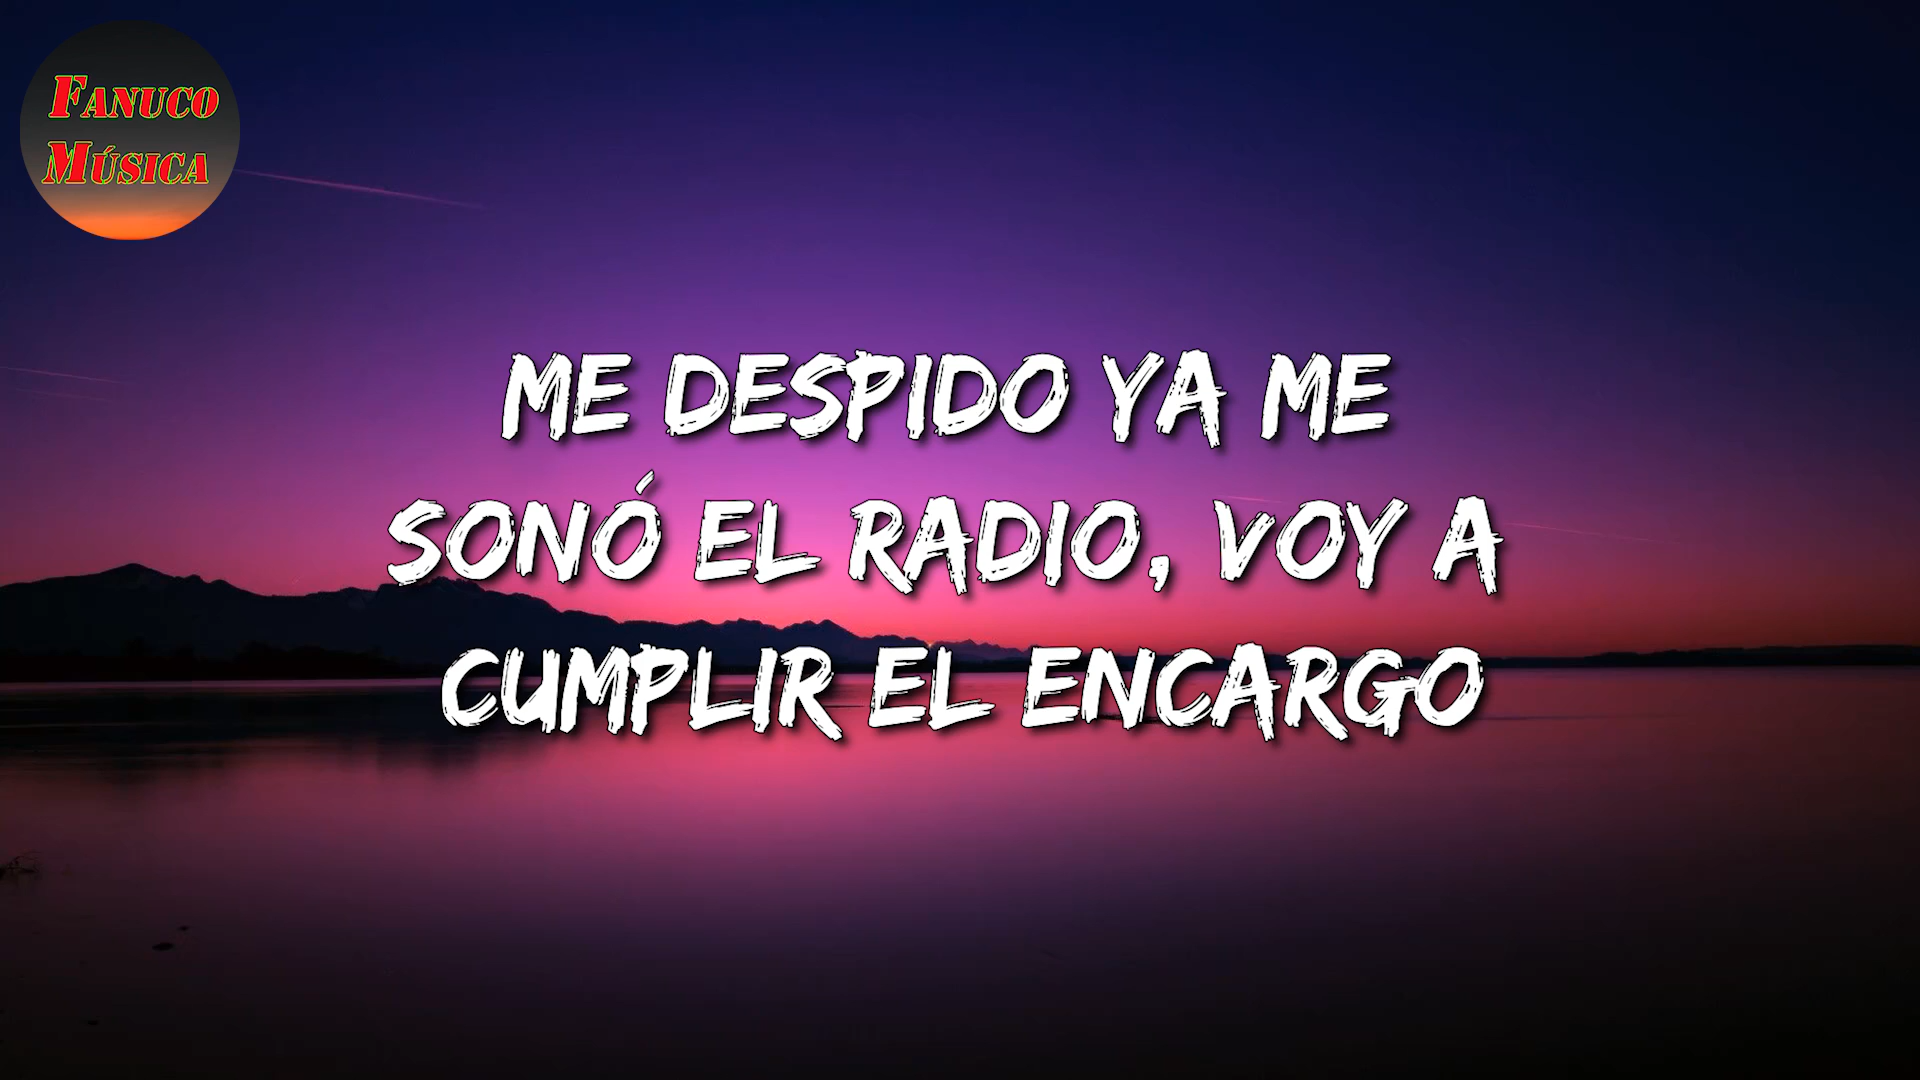 FANUCO
MÚSICA
ME DESPIDO YA ME
SONÓ EL RADIO, VOY A
CUMPLIR EL ENCARGO